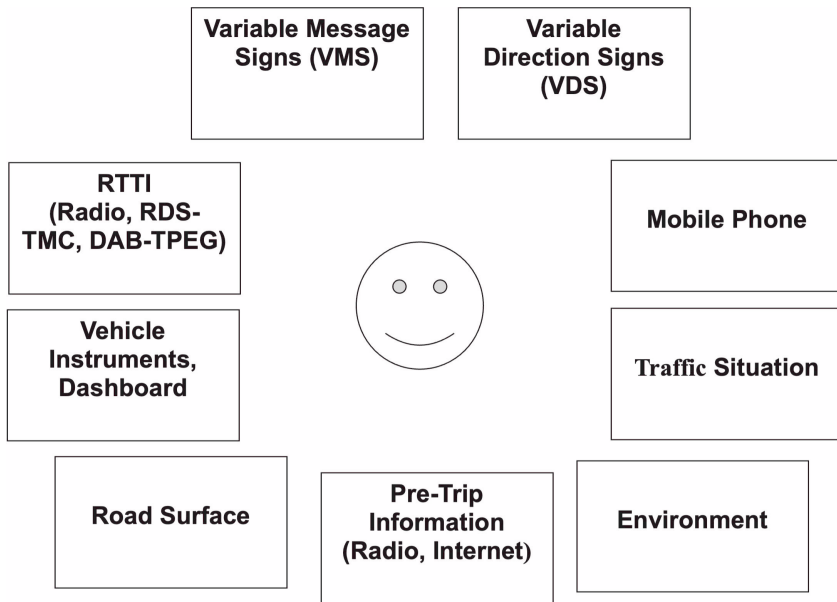 Variable Message
Signs (VMS)
Variable
Direction Signs
(VDS)
RTTI
(Radio, RDS-
TMC, DAB-TPEG)
Mobile Phone
Vehicle
Instruments,
Dashboard
Traffic Situation
Road Surface
Pre-Trip
Information
(Radio, Internet)
Environment